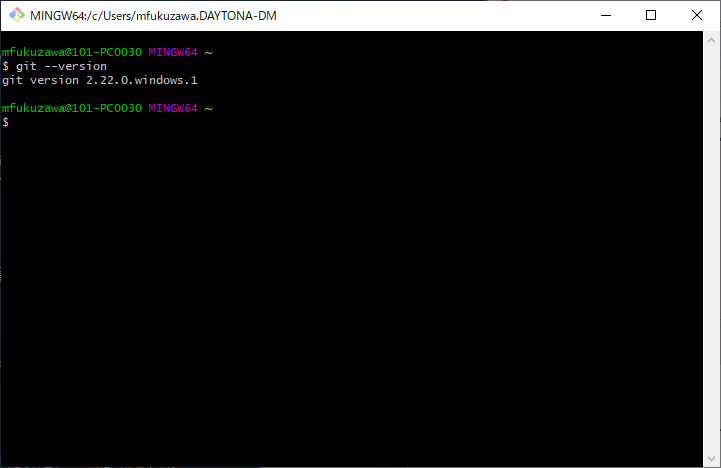 MINGW64:/c/Users/mfukuzawa.DAYTONA-DM
mfukuzawa@101-PC0030 MINGW64 ~
$ git --version
git version 2.22.0.windows.1
mfukuzawa@101-PC0030 MINGW64 ~
$